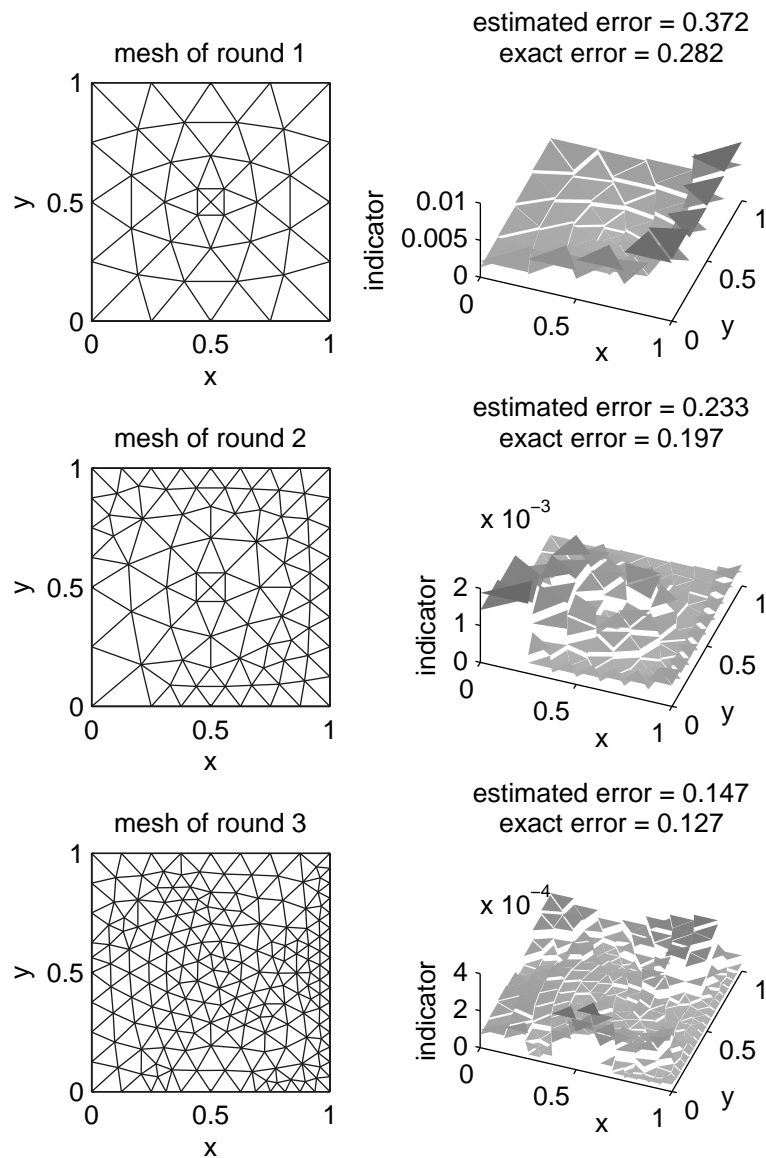 mesh of round 1
estimated error = 0.372
exact error = 0.282
1
0.5
0
y
0
0.5
1
x
0.01
0.005
0
indicator
0
0.5
1
x
0
0.5
1
y
mesh of round 2
estimated error = 0.233
exact error = 0.197
1
0.5
0
y
0
0.5
1
x
x 10⁻³
2
1
0
indicator
0
0.5
1
x
0
0.5
1
y
mesh of round 3
estimated error = 0.147
exact error = 0.127
1
0.5
0
y
0
0.5
1
x
x 10⁻⁴
4
2
0
indicator
0
0.5
1
x
0
0.5
1
y